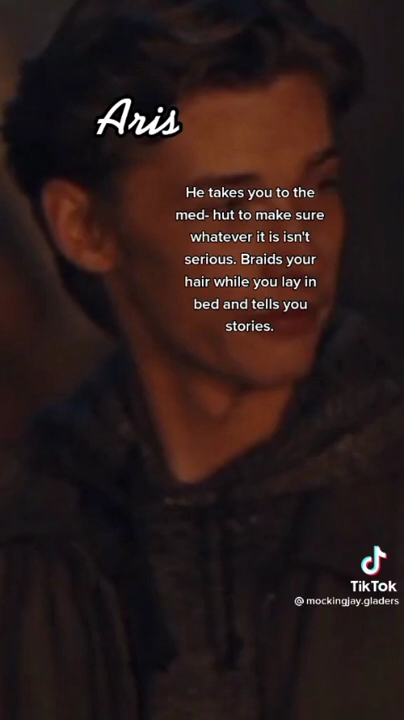 Aris
He takes you to the
med- hut to make sure
whatever it is isn't
serious. Braids your
hair while you lay in
bed and tells you
stories.
TikTok
@ mockingjay.gladers